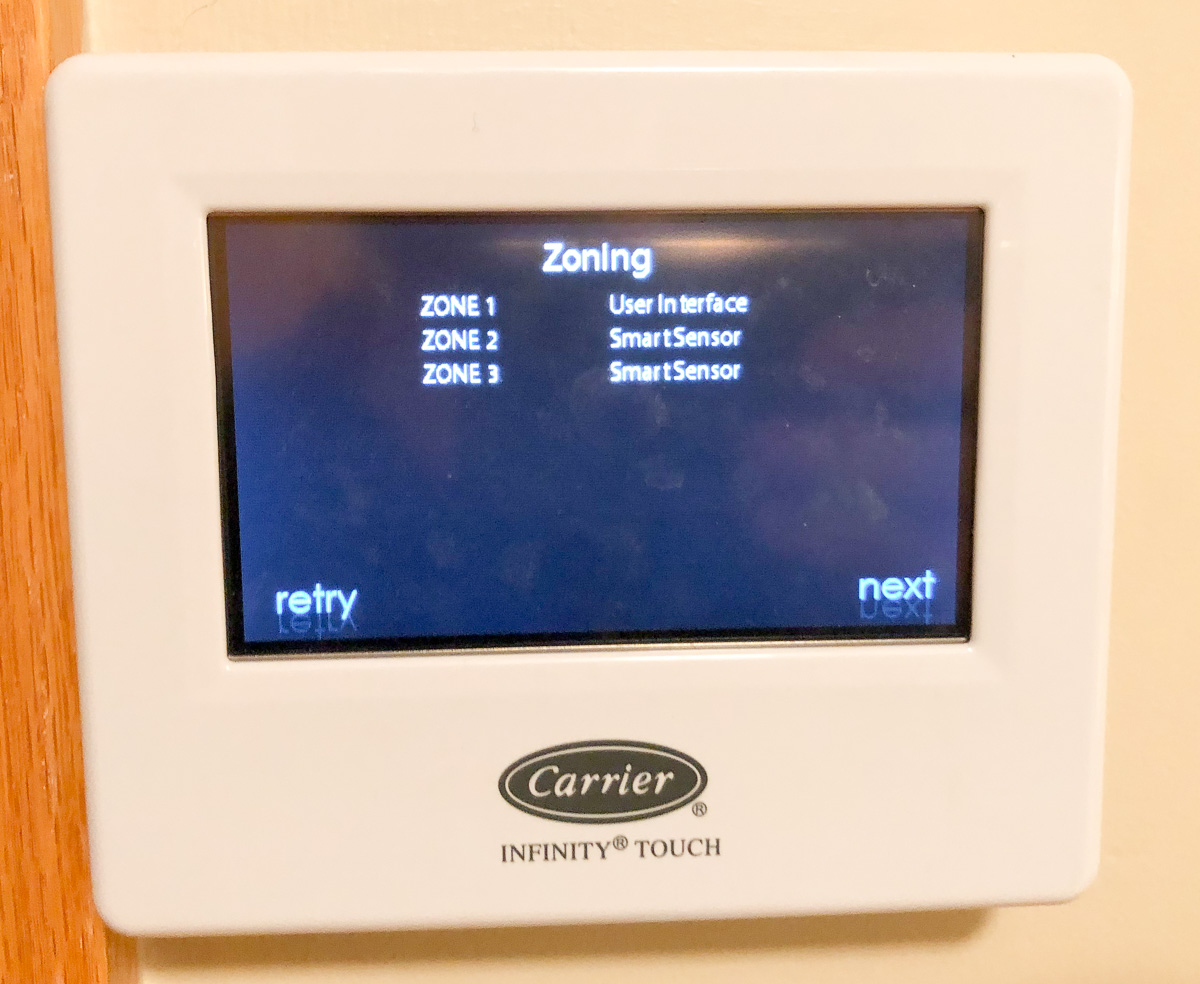 Zoning
ZONE 1 User Interface
ZONE 2 SmartSensor
ZONE 3 SmartSensor
retry next
Carrier ®
INFINITY® TOUCH